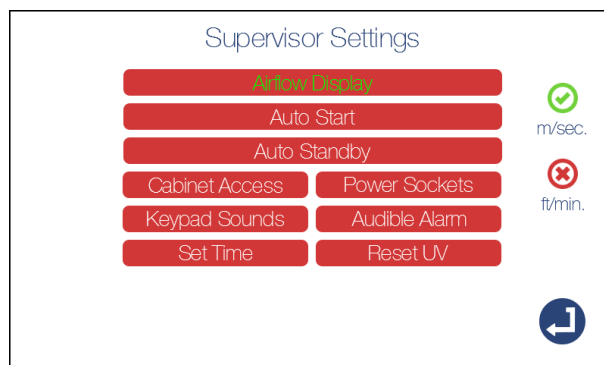 Supervisor Settings
Airflow Display
Auto Start
Auto Standby
Cabinet Access
Power Sockets
Keypad Sounds
Audible Alarm
Set Time
Reset UV
m/sec.
ft/min.